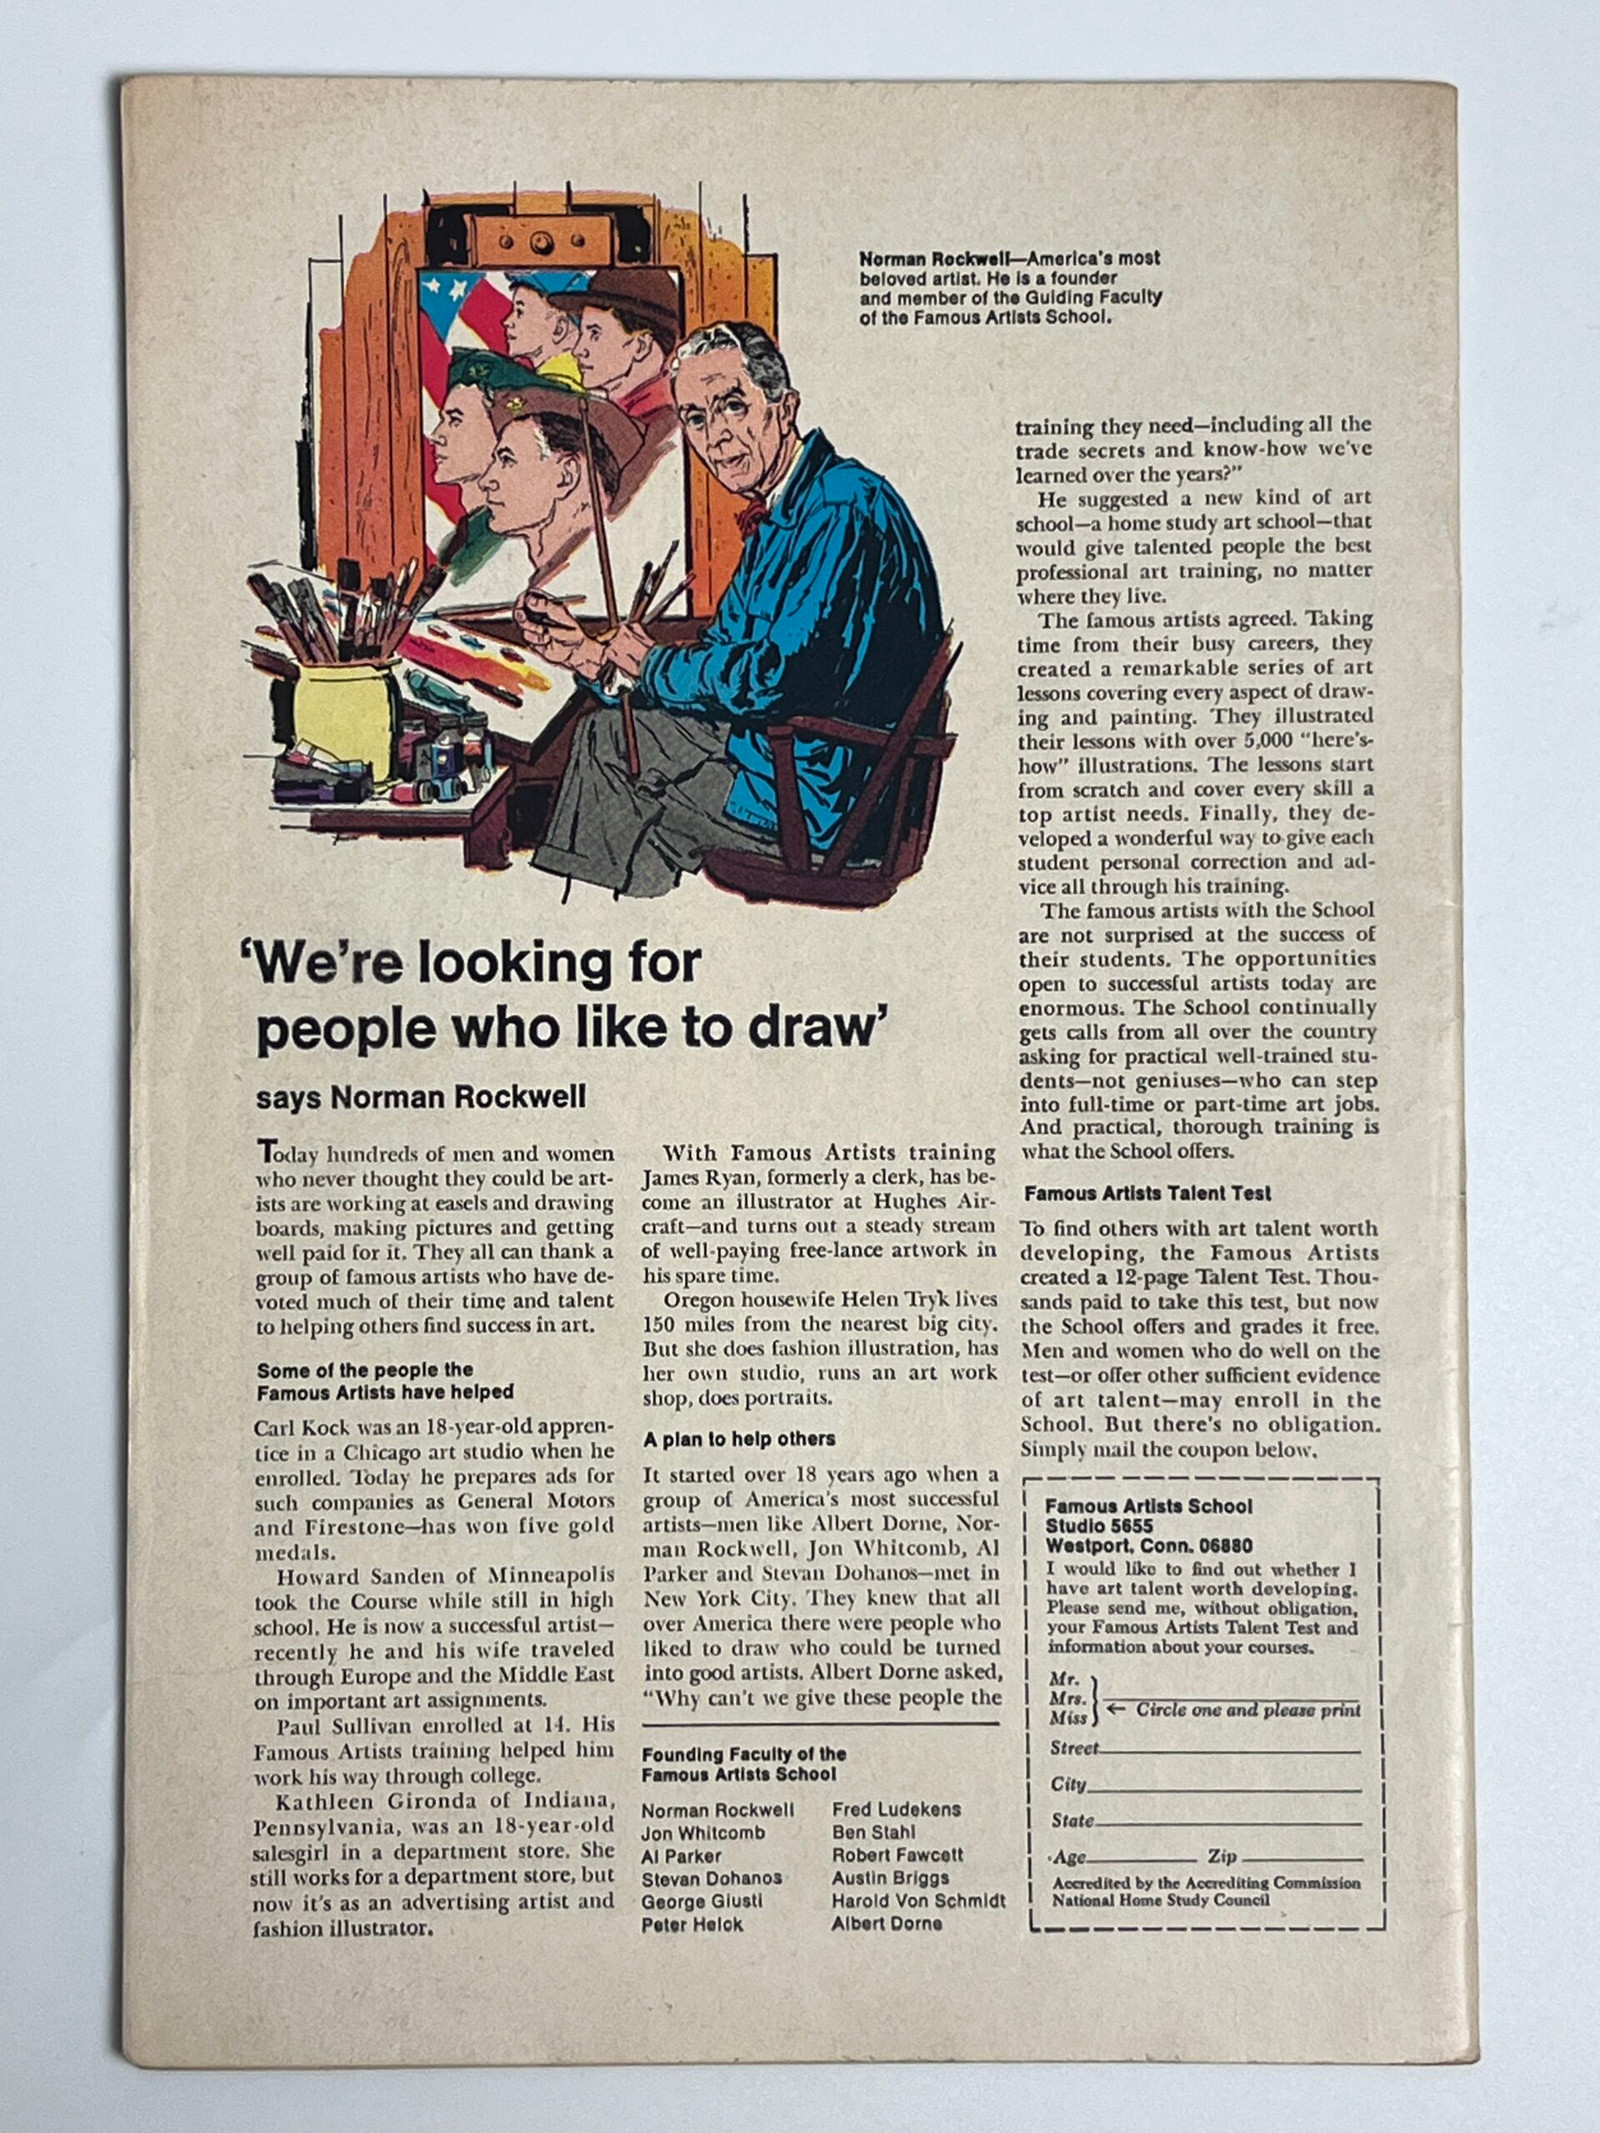 Norman Rockwell—America's most
beloved artist. He is a founder
and member of the Guiding Faculty
of the Famous Artists School.
'We're looking for
people who like to draw'
says Norman Rockwell
Today hundreds of men and women
who never thought they could be art-
ists are working at easels and drawing
boards, making pictures and getting
well paid for it. They all can thank a
group of famous artists who have de-
voted much of their time and talent
to helping others find success in art.
Some of the people the
Famous Artists have helped
Carl Kock was an 18-year-old appren-
tice in a Chicago art studio when he
enrolled. Today he prepares ads for
such companies as General Motors
and Firestone—has won five gold
medals.
Howard Sanden of Minneapolis
took the Course while still in high
school. He is now a successful artist—
recently he and his wife traveled
through Europe and the Middle East
on important art assignments.
Paul Sullivan enrolled at 14. His
Famous Artists training helped him
work his way through college.
Kathleen Gironda of Indiana,
Pennsylvania, was an 18-year-old
salesgirl in a department store. She
still works for a department store, but
now it's as an advertising artist and
fashion illustrator.
With Famous Artists training
James Ryan, formerly a clerk, has be-
come an illustrator at Hughes Air-
craft—and turns out a steady stream
of well-paying free-lance artwork in
his spare time.
Oregon housewife Helen Tryk lives
150 miles from the nearest big city.
But she does fashion illustration, has
her own studio, runs an art work
shop, does portraits.
A plan to help others
It started over 18 years ago when a
group of America's most successful
artists—men like Albert Dorne, Nor-
man Rockwell, Jon Whitcomb, Al
Parker and Stevan Dohanos—met in
New York City. They knew that all
over America there were people who
liked to draw who could be turned
into good artists. Albert Dorne asked,
"Why can't we give these people the
Founding Faculty of the
Famous Artists School
Norman Rockwell
Jon Whitcomb
Al Parker
Stevan Dohanos
George Giusti
Peter Helck
Fred Ludekens
Ben Stahl
Robert Fawcett
Austin Briggs
Harold Von Schmidt
Albert Dorne
training they need—including all the
trade secrets and know-how we've
learned over the years?"
He suggested a new kind of art
school—a home study art school—that
would give talented people the best
professional art training, no matter
where they live.
The famous artists agreed. Taking
time from their busy careers, they
created a remarkable series of art
lessons covering every aspect of draw-
ing and painting. They illustrated
their lessons with over 5,000 "here's-
how" illustrations. The lessons start
from scratch and cover every skill a
top artist needs. Finally, they de-
veloped a wonderful way to give each
student personal correction and ad-
vice all through his training.
The famous artists with the School
are not surprised at the success of
their students. The opportunities
open to successful artists today are
enormous. The School continually
gets calls from all over the country
asking for practical well-trained stu-
dents—not geniuses—who can step
into full-time or part-time art jobs.
And practical, thorough training is
what the School offers.
Famous Artists Talent Test
To find others with art talent worth
developing, the Famous Artists
created a 12-page Talent Test. Thou-
sands paid to take this test, but now
the School offers and grades it free.
Men and women who do well on the
test—or offer other sufficient evidence
of art talent—may enroll in the
School. But there's no obligation.
Simply mail the coupon below.
Famous Artists School
Studio 5655
Westport, Conn. 06880
I would like to find out whether I
have art talent worth developing.
Please send me, without obligation,
your Famous Artists Talent Test and
information about your courses.
Mr.
Mrs.
Miss
← Circle one and please print
Street
City
State
Age Zip
Accredited by the Accrediting Commission
National Home Study Council